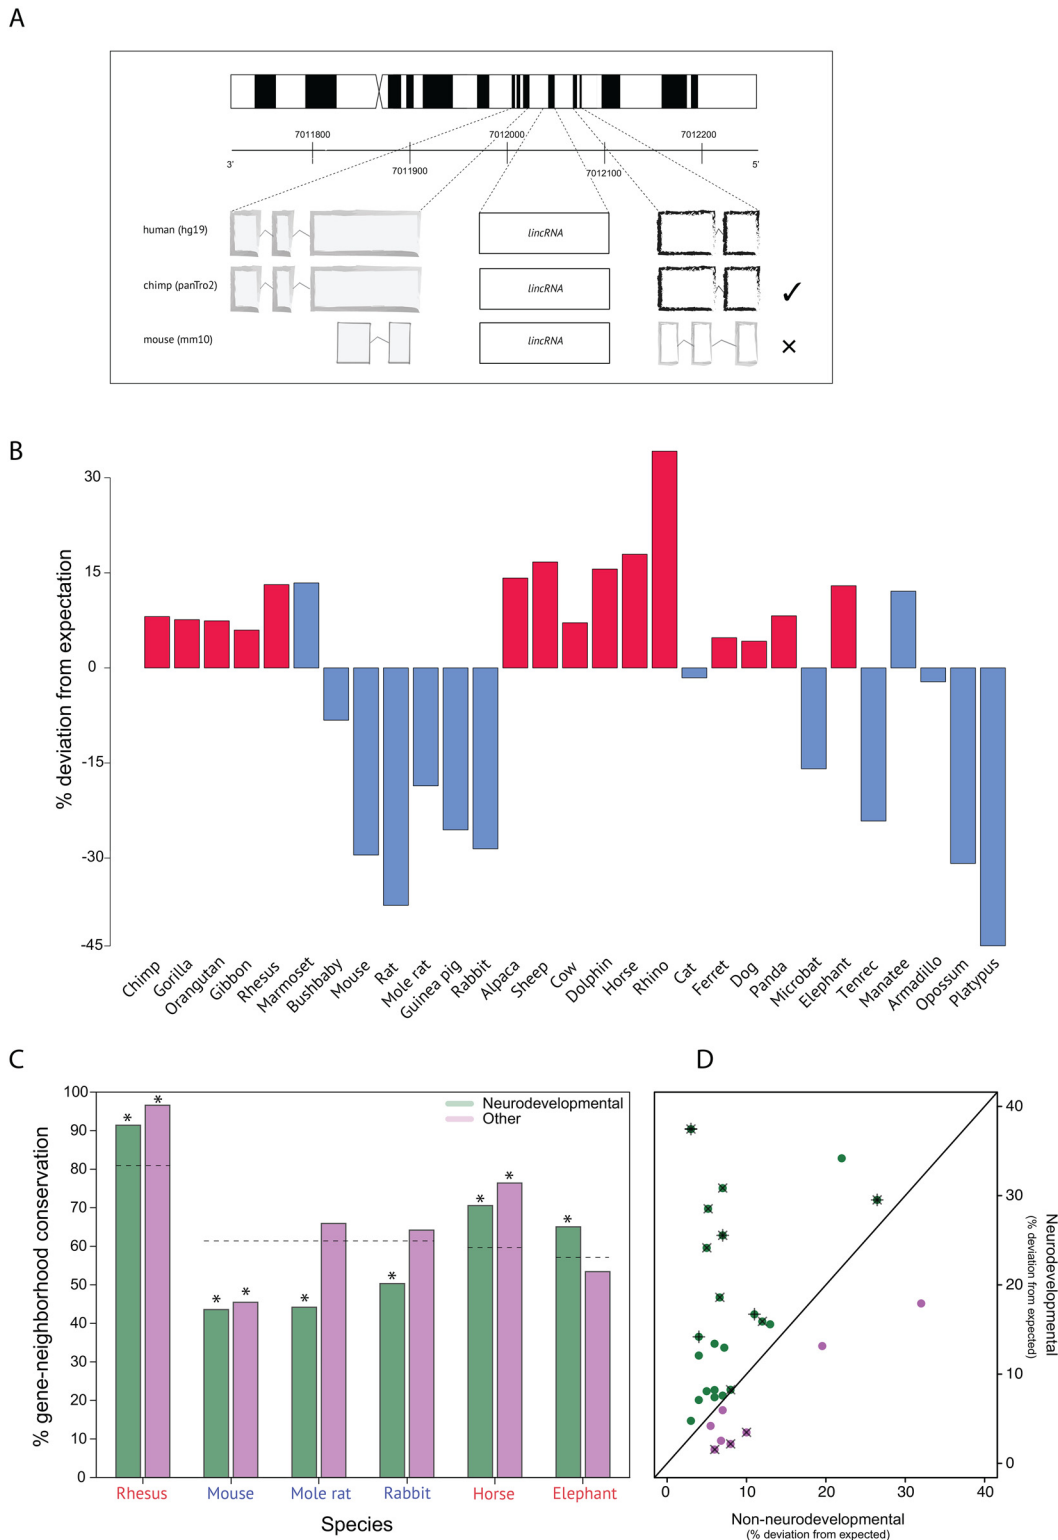 A
7011800
7012000
7012200
3'
5'
7011900
7012100
human (hg19)
lincRNA
chimp (panTro2)
lincRNA
✓
mouse (mm10)
lincRNA
×
B
% deviation from expectation
30
15
0
-15
-30
-45
Chimp
Gorilla
Orangutan
Gibbon
Rhesus
Marmoset
Bushbaby
Mouse
Rat
Mole rat
Guinea pig
Rabbit
Alpaca
Sheep
Cow
Dolphin
Horse
Rhino
Cat
Ferret
Dog
Panda
Microbat
Elephant
Tenrec
Manatee
Armadillo
Opossum
Platypus
C
% gene-neighborhood conservation
100
90
80
70
60
50
40
30
20
10
0
* * * * * * * * *
Neurodevelopmental
Other
Rhesus
Mouse
Mole rat
Rabbit
Horse
Elephant
Species
D
40
30
20
10
0
Neurodevelopmental
(% deviation from expected)
0
10
20
30
40
Non-neurodevelopmental
(% deviation from expected)